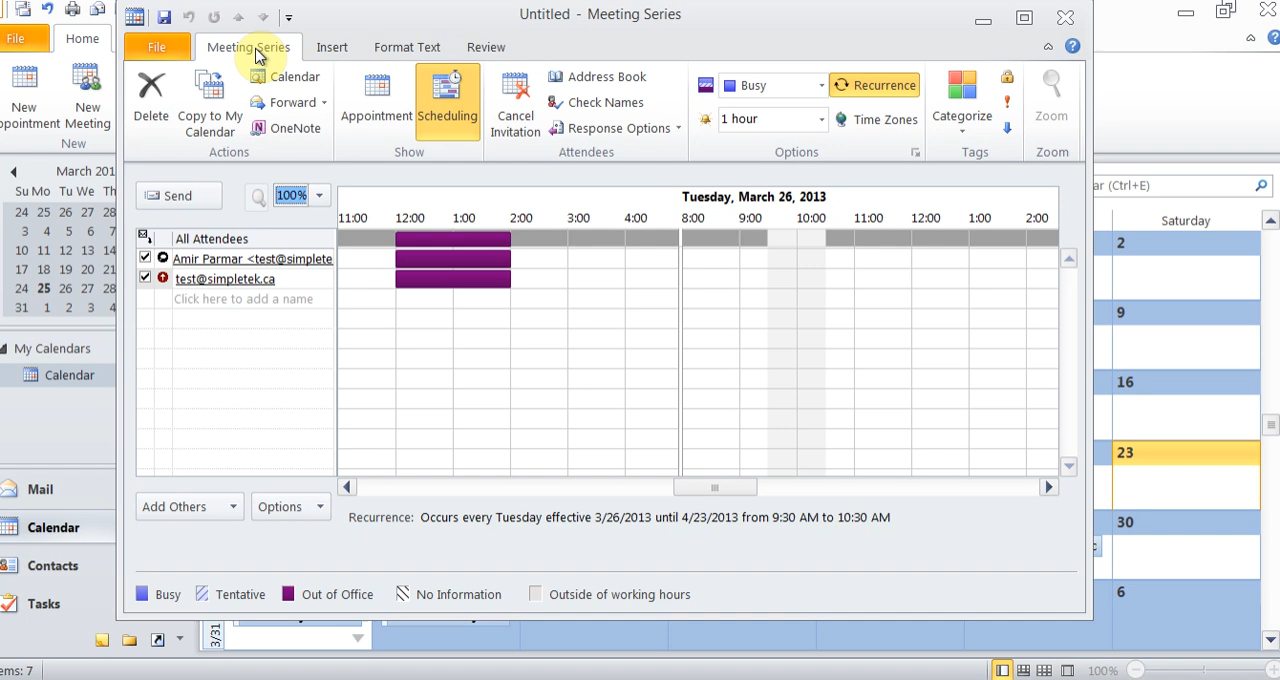 Untitled - Meeting Series
File
Home
File
Meeting Series
Insert
Format Text
Review
New
ppointment
New
Meeting
New
Delete
Copy to My
Calendar
Calendar
Forward
OneNote
Actions
Appointment
Scheduling
Show
Cancel
Invitation
Address Book
Check Names
Response Options
Attendees
Busy
1 hour
Recurrence
Time Zones
Options
Categorize
Tags
Zoom
Zoom
March 201
Su Mo Tu We Th
24 25 26 27 28
3 4 5 6 7
10 11 12 13 14
17 18 19 20 21
24 25 26 27 28
31 1 2 3 4
My Calendars
Calendar
Mail
Calendar
Contacts
Tasks
Send
100%
Tuesday, March 26, 2013
11:00 12:00 1:00 2:00 3:00 4:00 8:00 9:00 10:00 11:00 12:00 1:00 2:00
All Attendees
Amir Parmar <test@simplete
test@simpletek.ca
Click here to add a name
Add Others
Options
Recurrence: Occurs every Tuesday effective 3/26/2013 until 4/23/2013 from 9:30 AM to 10:30 AM
Busy
Tentative
Out of Office
No Information
Outside of working hours
ar (Ctrl+E)
Saturday
2
9
16
23
30
6
3/31
ems: 7
100%